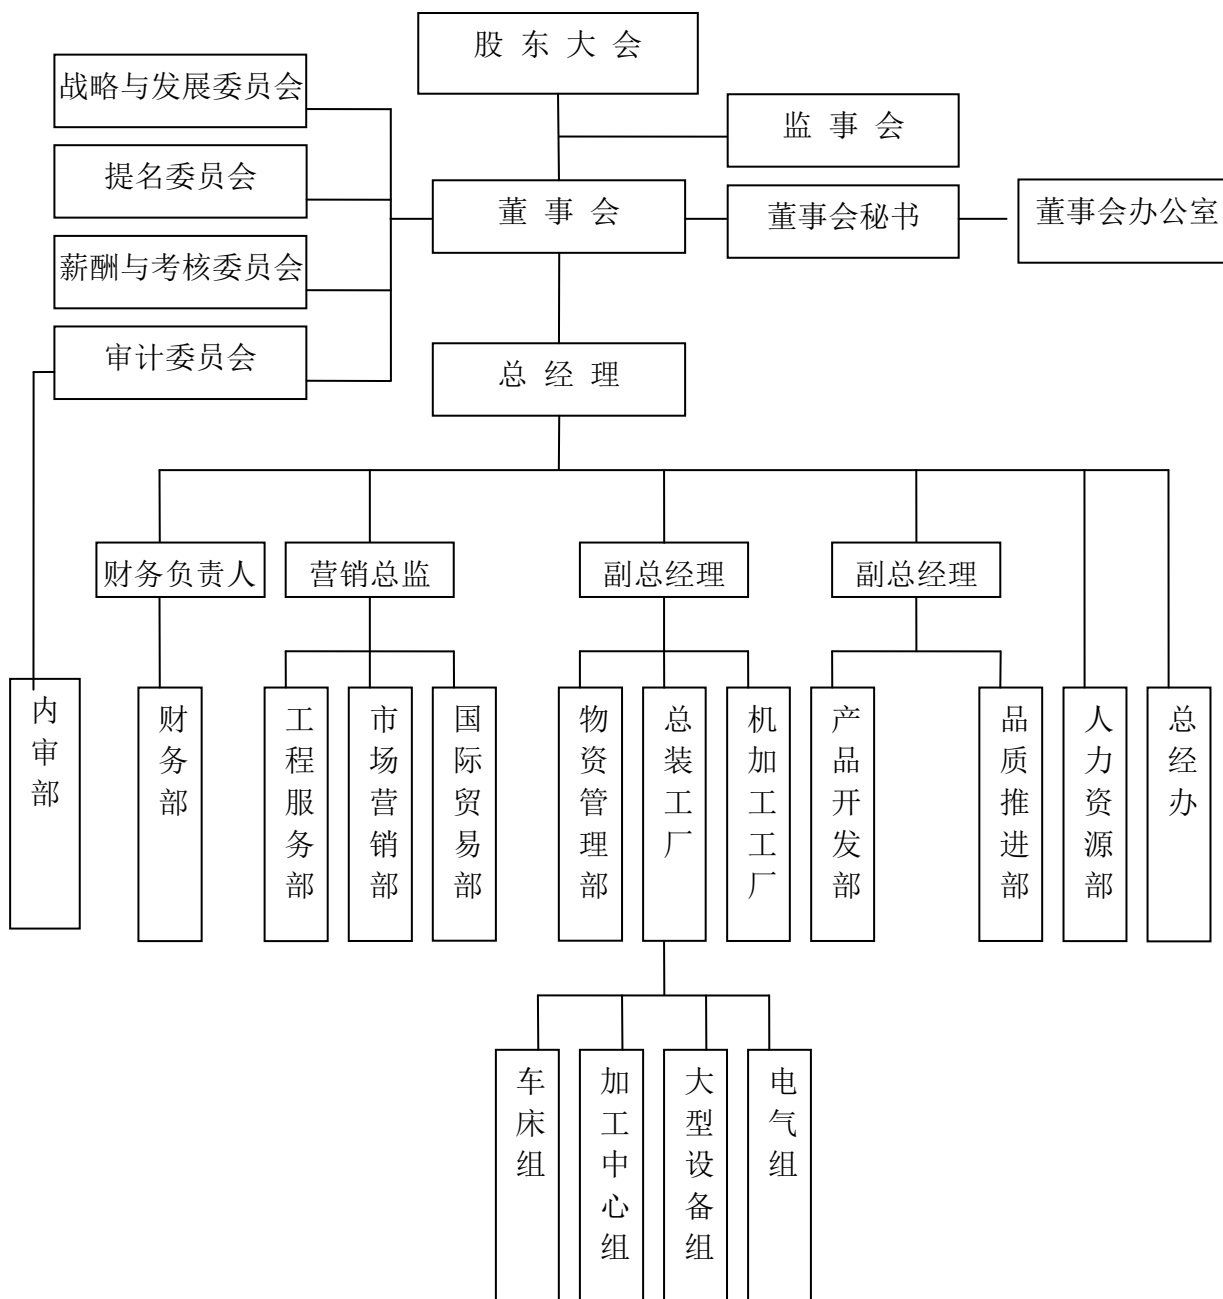 股东大会
战略与发展委员会
监事会
提名委员会
董事会
董事会秘书
董事会办公室
薪酬与考核委员会
审计委员会
总经理
财务负责人
营销总监
副总经理
副总经理
内审部
财务部
工程服务部
市场营销部
国际贸易部
物资管理部
总装工厂
机加工工厂
产品开发部
品质推进部
人力资源部
总经办
车床组
加工中心组
大型设备组
电气组